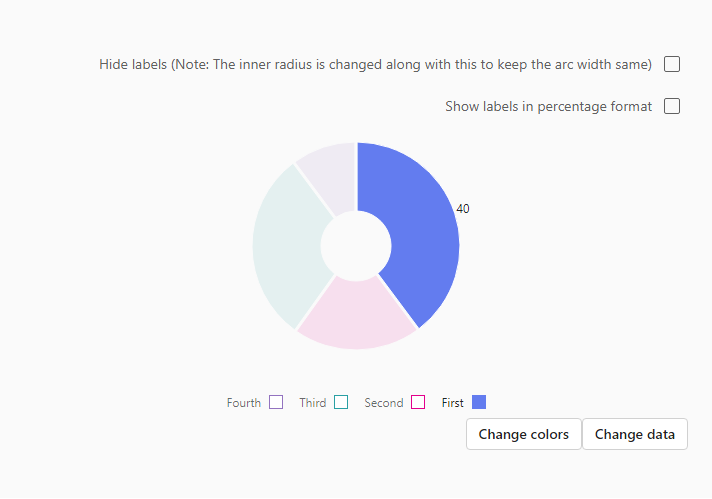 Hide labels (Note: The inner radius is changed along with this to keep the arc width same)
Show labels in percentage format
40
Fourth Third Second First
Change colors Change data